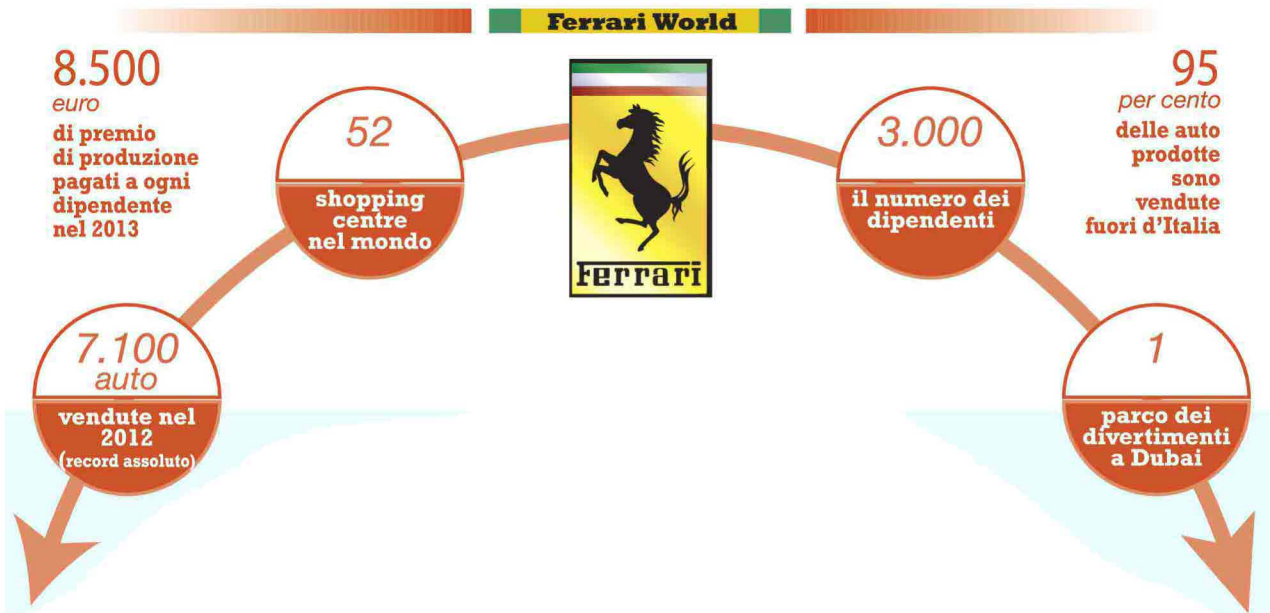 Ferrari World
8.500
euro
di premio
di produzione
pagati a ogni
dipendente
nel 2013
52
shopping
centre
nel mondo
Ferrari
3.000
il numero dei
dipendenti
95
per cento
delle auto
prodotte
sono
vendute
fuori d'Italia
7.100
auto
vendute nel
2012
(record assoluto)
1
parco dei
divertimenti
a Dubai